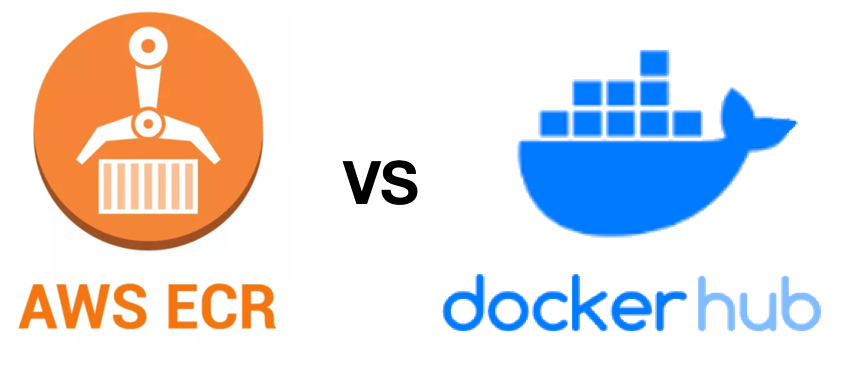 AWS ECR
vs
docker hub